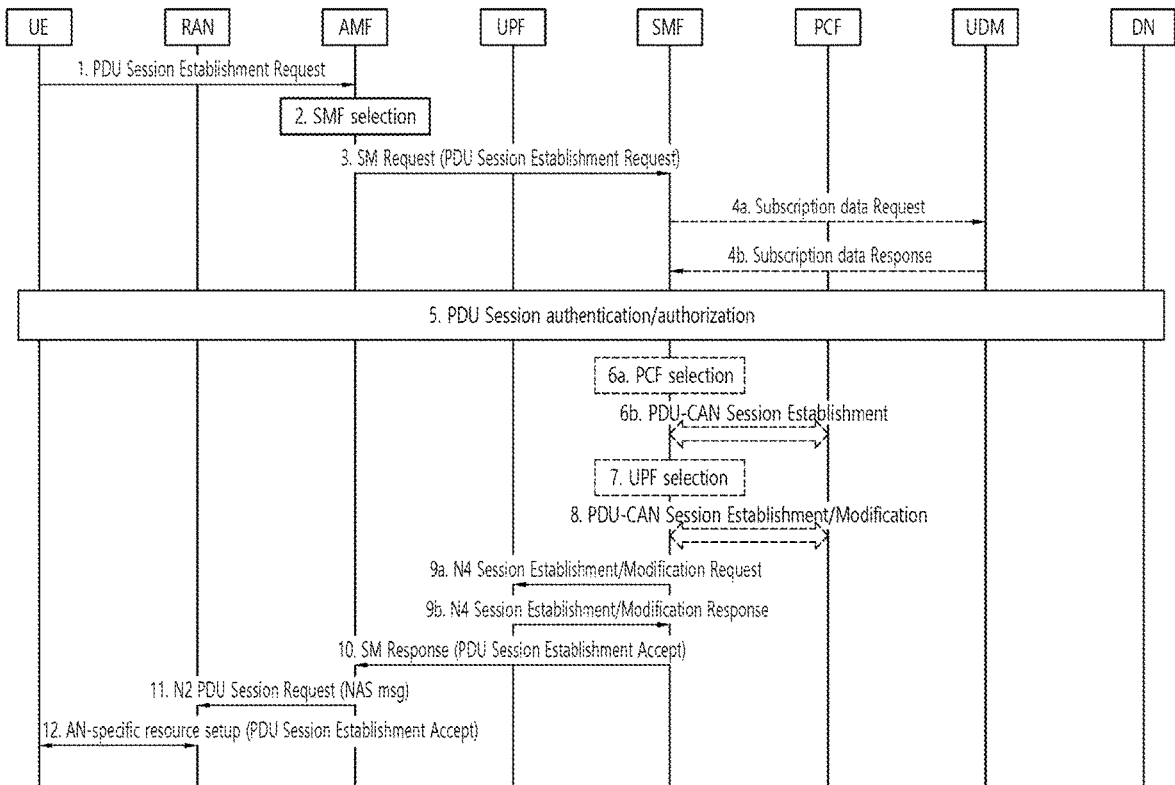 UE
RAN
AMF
UPF
SMF
PCF
UDM
DN
1. PDU Session Establishment Request
2. SMF selection
3. SM Request (PDU Session Establishment Request)
4a. Subscription data Request
4b. Subscription data Response
5. PDU Session authentication/authorization
6a. PCF selection
6b. PDU-CAN Session Establishment
7. UPF selection
8. PDU-CAN Session Establishment/Modification
9a. N4 Session Establishment/Modification Request
9b. N4 Session Establishment/Modification Response
10. SM Response (PDU Session Establishment Accept)
11. N2 PDU Session Request (NAS msg)
12. AN-specific resource setup (PDU Session Establishment Accept)